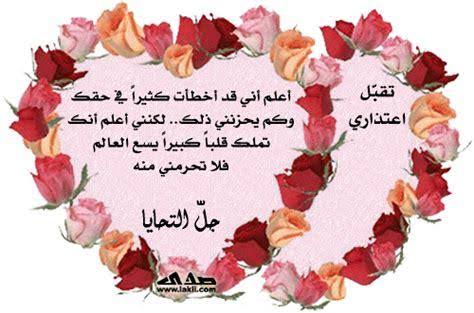 تقبّل
اعتذاري
أعلم أني قد أخطأت كثيراً في حقك
وكم يحزنني ذلك.. لكنني أعلم أنك
تملك قلباً كبيراً يسع العالم
فلا تحرمني منه
جلّ التحايا
صدى
www.lakii.com